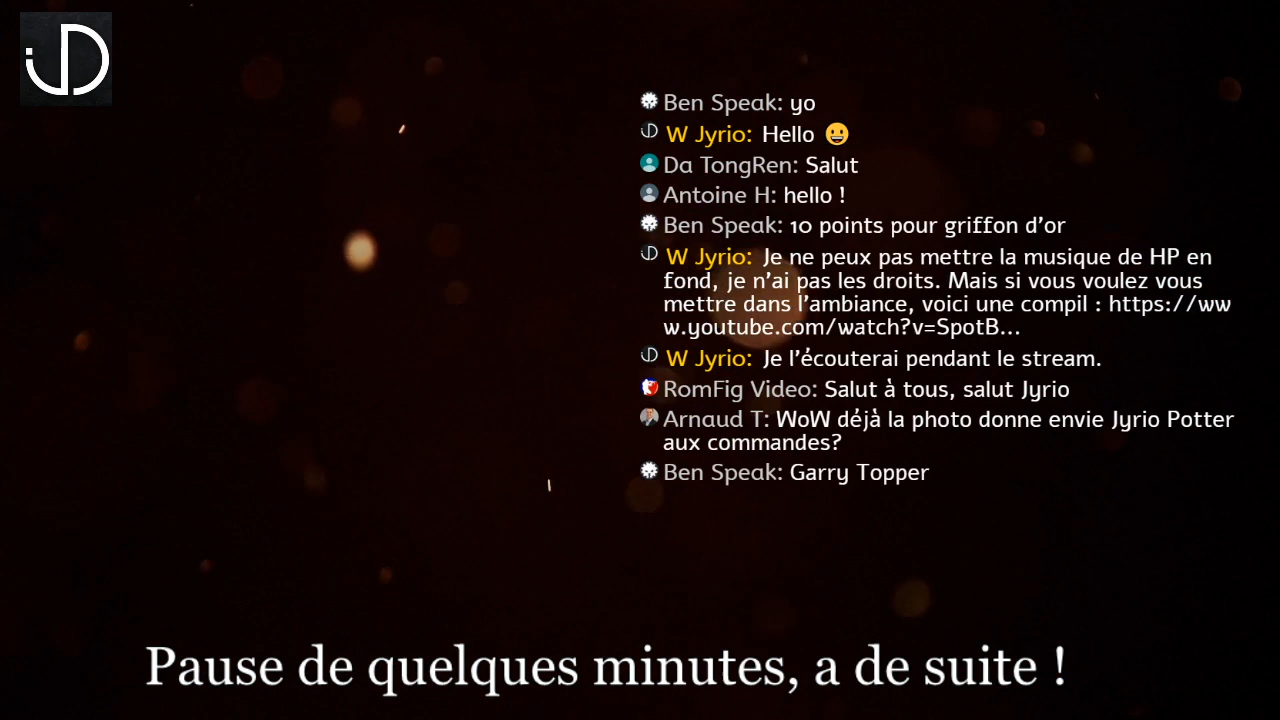 JD
Ben Speak: yo
W Jyrio: Hello 😀
Da TongRen: Salut
Antoine H: hello !
Ben Speak: 10 points pour griffon d'or
W Jyrio: Je ne peux pas mettre la musique de HP en
fond, je n'ai pas les droits. Mais si vous voulez vous
mettre dans l'ambiance, voici une compil : https://ww
w.youtube.com/watch?v=SpotB...
W Jyrio: Je l'écouterai pendant le stream.
RomFig Video: Salut à tous, salut Jyrio
Arnaud T: WoW déjà la photo donne envie Jyrio Potter
aux commandes?
Ben Speak: Garry Topper
Pause de quelques minutes, a de suite !